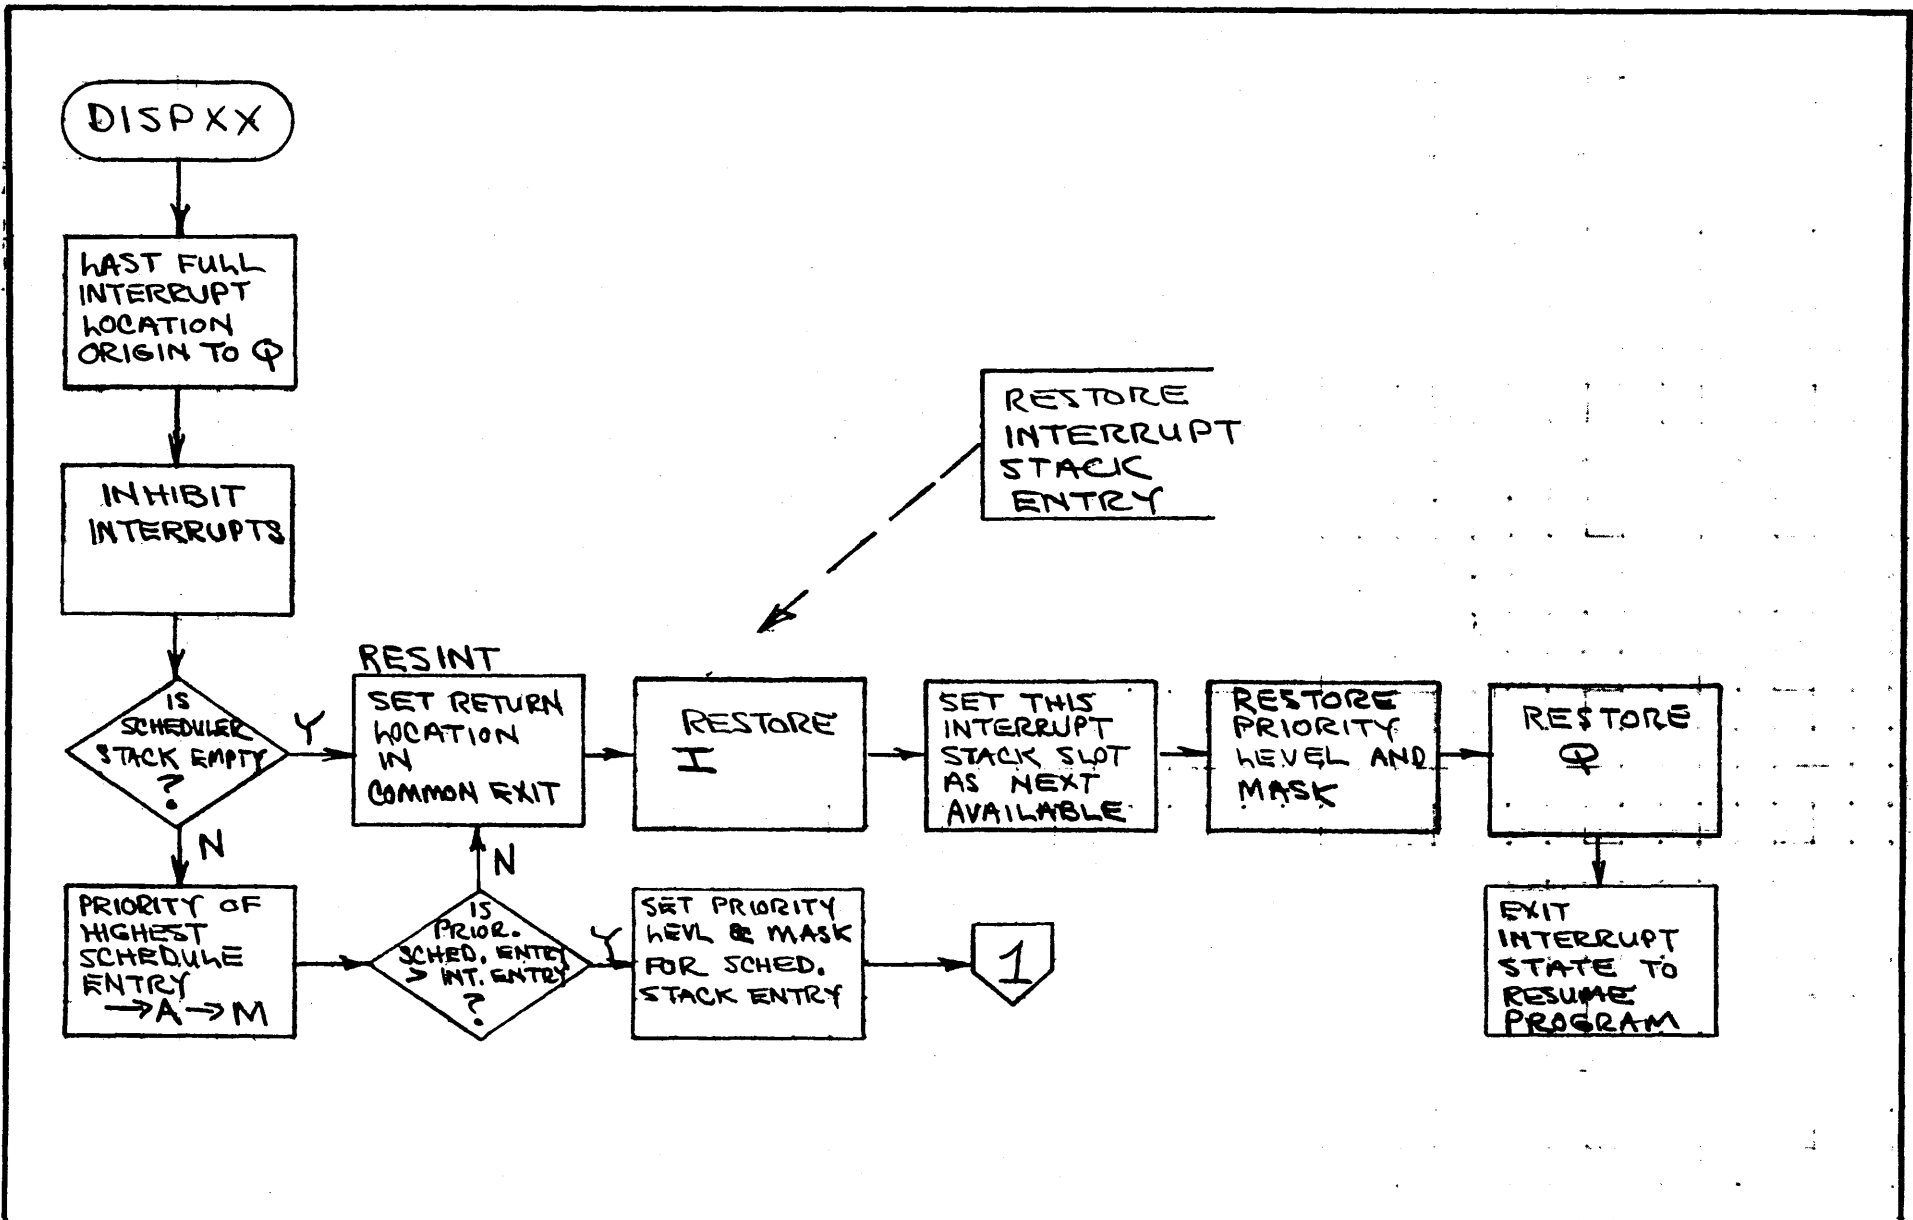 DISPXX
LAST FULL
INTERRUPT
LOCATION
ORIGIN TO Q
INHIBIT
INTERRUPTS
IS
SCHEDULER
STACK EMPTY
?
Y
N
RESINT
SET RETURN
LOCATION
IN
COMMON EXIT
RESTORE
I
RESTORE
INTERRUPT
STACK
ENTRY
SET THIS
INTERRUPT
STACK SLOT
AS NEXT
AVAILABLE
RESTORE
PRIORITY
LEVEL AND
MASK
RESTORE
Q
EXIT
INTERRUPT
STATE TO
RESUME
PROGRAM
PRIORITY OF
HIGHEST
SCHEDULE
ENTRY
→A→M
IS
PRIOR.
SCHED. ENTRY
> INT. ENTRY
?
N
Y
SET PRIORITY
LEVL & MASK
FOR SCHED.
STACK ENTRY
1